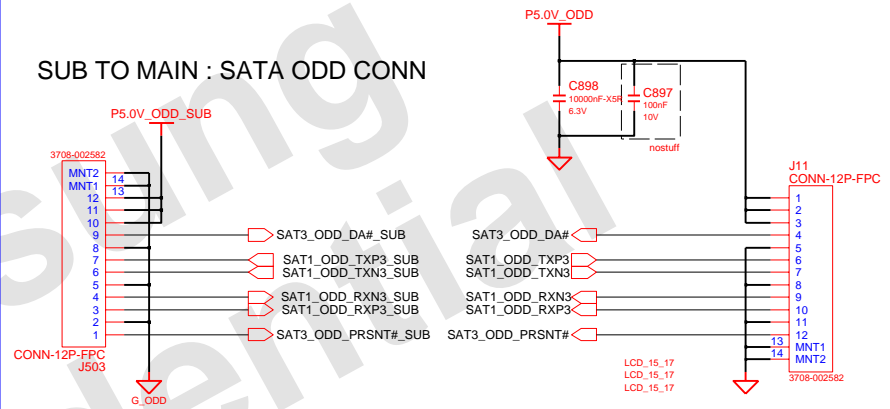 P5.0V_ODD
SUB TO MAIN : SATA ODD CONN
C898
10000nF-X5R
6.3V
C897
100nF
10V
nostuff
P5.0V_ODD_SUB
3708-002582
MNT2
MNT1
14
13
12
11
10
9
8
7
6
5
4
3
2
1
CONN-12P-FPC
J503
SAT3_ODD_DA#_SUB
SAT1_ODD_TXP3_SUB
SAT1_ODD_TXN3_SUB
SAT1_ODD_RXN3_SUB
SAT1_ODD_RXP3_SUB
SAT3_ODD_PRSNT#_SUB
G_ODD
SAT3_ODD_DA#
SAT1_ODD_TXP3
SAT1_ODD_TXN3
SAT1_ODD_RXN3
SAT1_ODD_RXP3
SAT3_ODD_PRSNT#
LCD_15_17
LCD_15_17
LCD_15_17
J11
CONN-12P-FPC
1
2
3
4
5
6
7
8
9
10
11
12
13
14
MNT1
MNT2
3708-002582
sung
dential